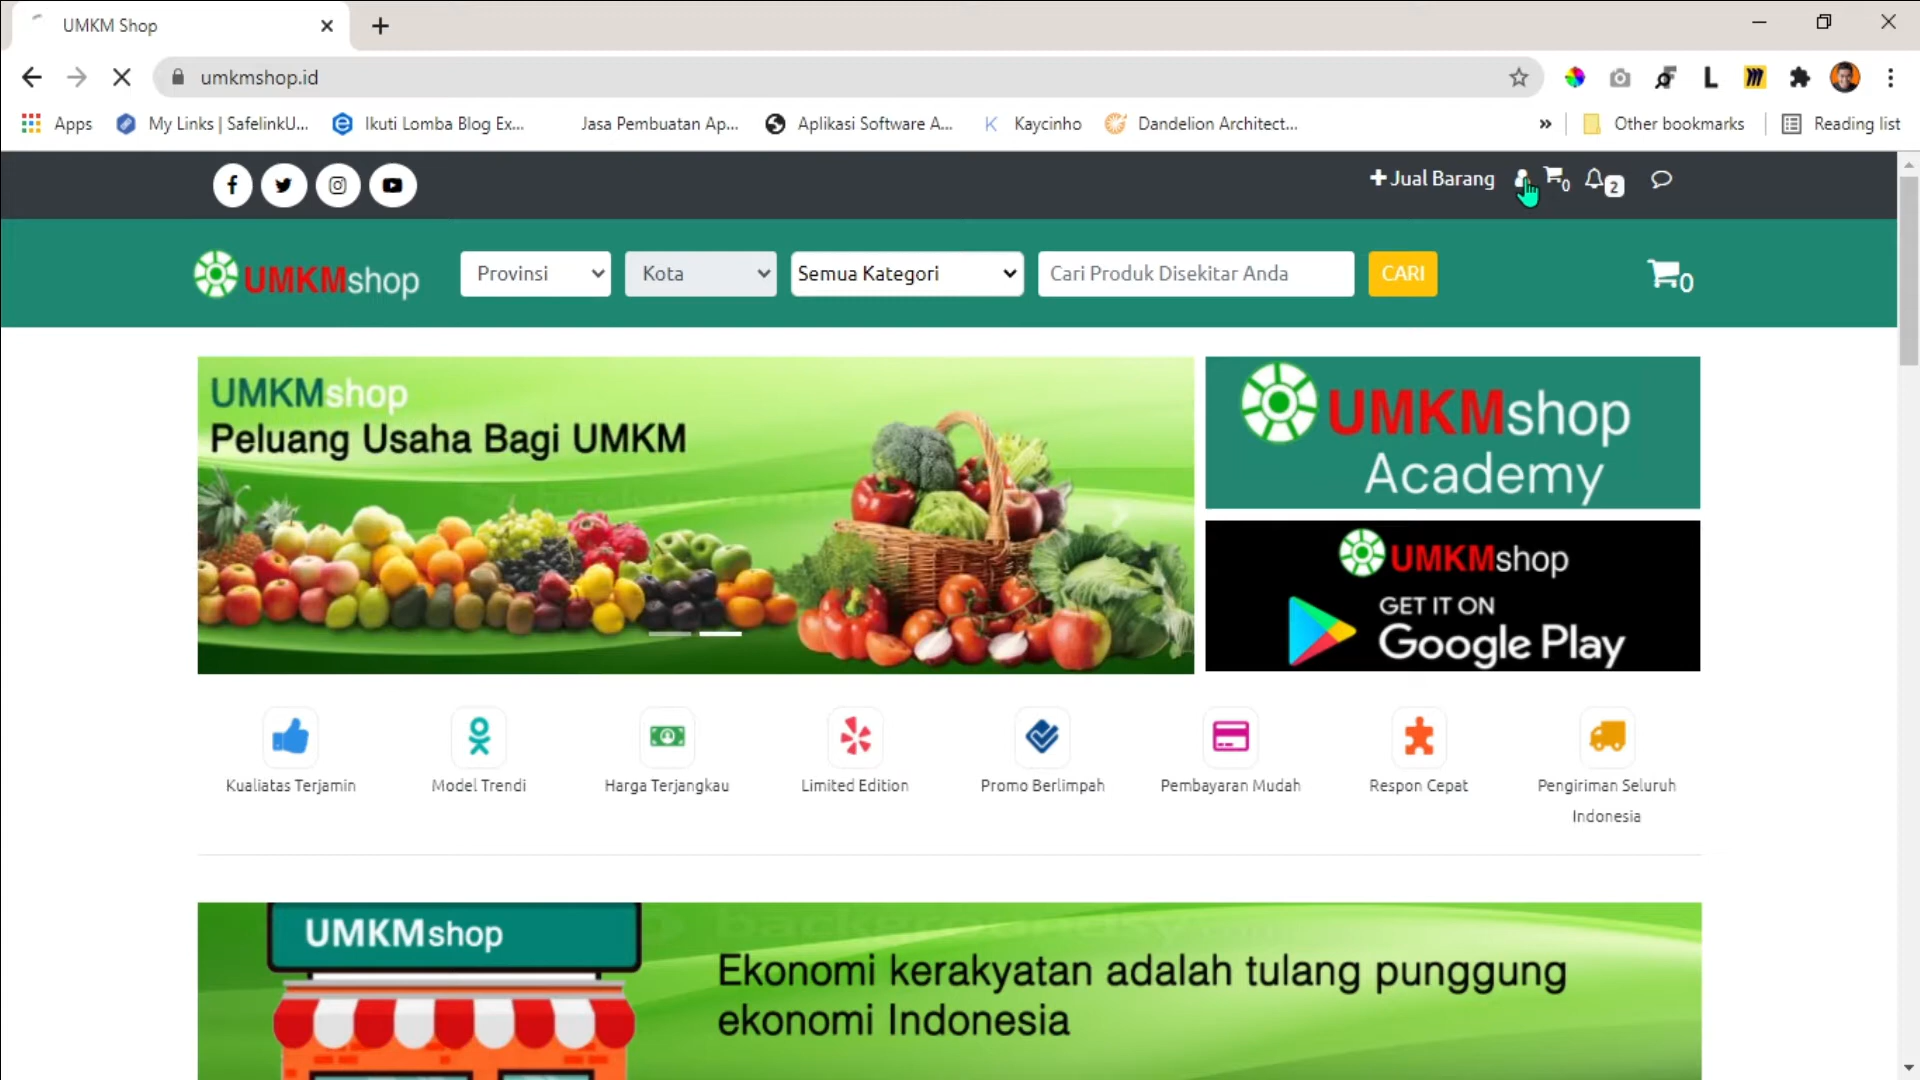 UMKM Shop
umkmshop.id
Apps
My Links | SafelinkU...
Ikuti Lomba Blog Ex...
Jasa Pembuatan Ap...
Aplikasi Software A...
Kaycinho
Dandelion Architect...
Other bookmarks
Reading list
Jual Barang
0
2
UMKMshop
Provinsi
Kota
Semua Kategori
Cari Produk Disekitar Anda
CARI
0
UMKMshop
Peluang Usaha Bagi UMKM
UMKMshop
Academy
UMKMshop
GET IT ON
Google Play
Kualiatas Terjamin
Model Trendi
Harga Terjangkau
Limited Edition
Promo Berlimpah
Pembayaran Mudah
Respon Cepat
Pengiriman Seluruh
Indonesia
UMKMshop
Ekonomi kerakyatan adalah tulang punggung
ekonomi Indonesia